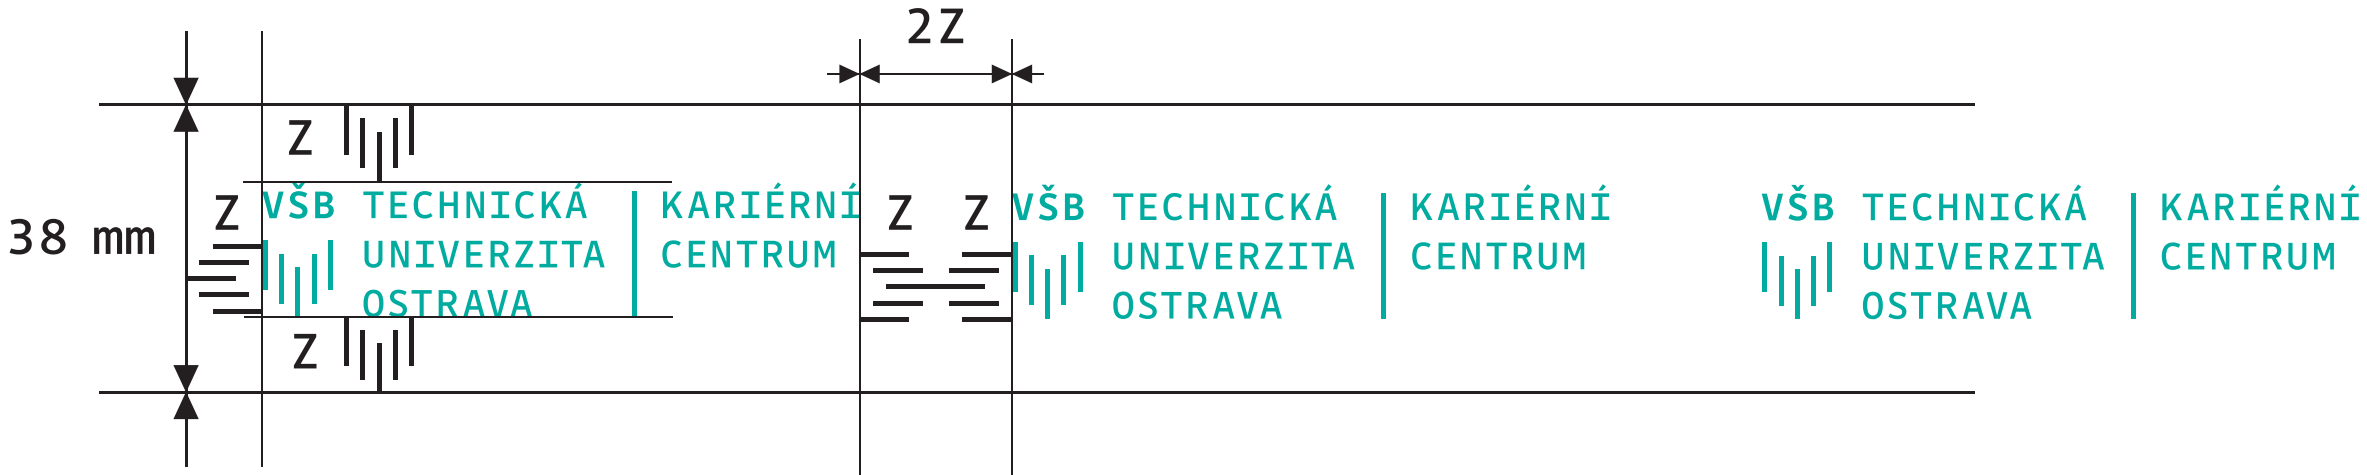 2Z
Z
Z
Z Z
38 mm
VŠB TECHNICKÁ UNIVERZITA OSTRAVA
KARIÉRNÍ CENTRUM
VŠB TECHNICKÁ UNIVERZITA OSTRAVA
KARIÉRNÍ CENTRUM
VŠB TECHNICKÁ UNIVERZITA OSTRAVA
KARIÉRNÍ CENTRUM
Z